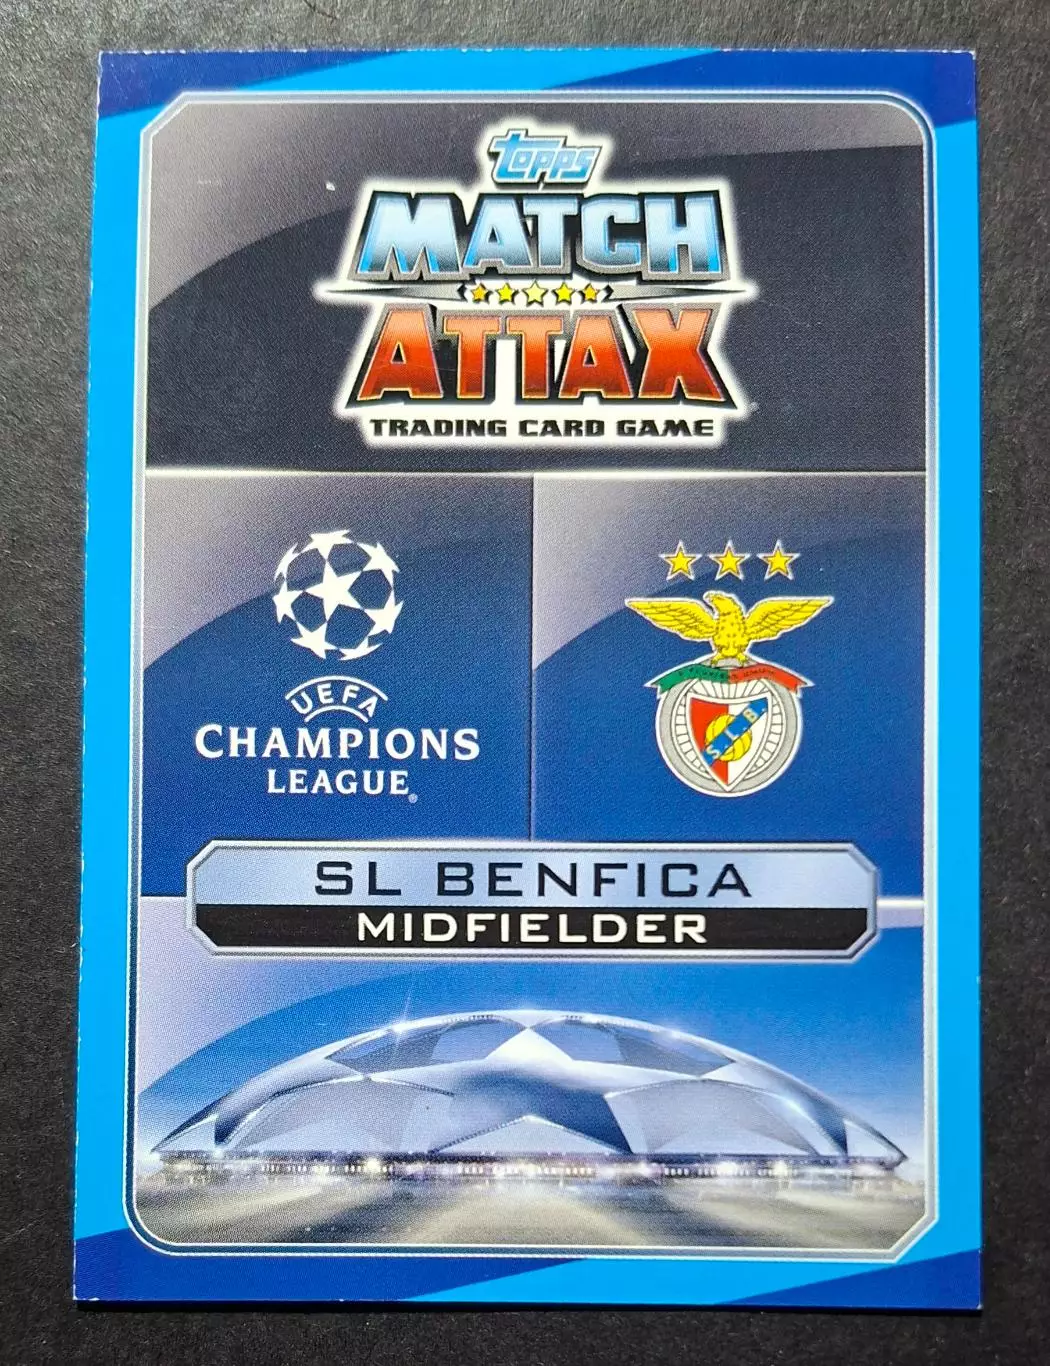 Topps
MATCH
ATTAX
TRADING CARD GAME
UEFA
CHAMPIONS
LEAGUE®
S.L.B.
SL BENFICA
MIDFIELDER